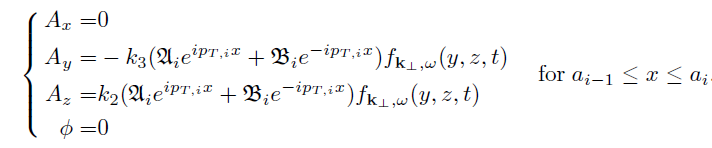 A_x =0
A_y = − k_3(𝔄_i e^{ip_{T,i}x} + 𝔅_i e^{−ip_{T,i}x}) f_{𝐤_⊥,ω}(y, z, t)
for a_{i−1} ≤ x ≤ a_i.
A_z =k_2(𝔄_i e^{ip_{T,i}x} + 𝔅_i e^{−ip_{T,i}x}) f_{𝐤_⊥,ω}(y, z, t)
ϕ =0